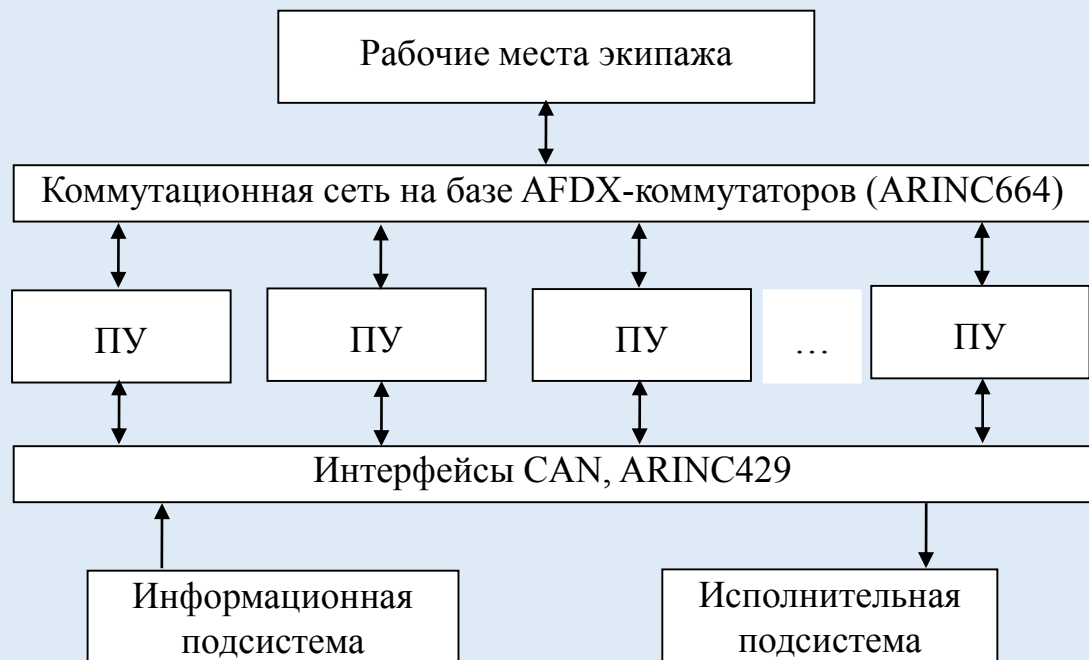 Рабочие места экипажа
Коммутационная сеть на базе AFDX-коммутаторов (ARINC664)
ПУ
ПУ
ПУ
…
ПУ
Интерфейсы CAN, ARINC429
Информационная
подсистема
Исполнительная
подсистема